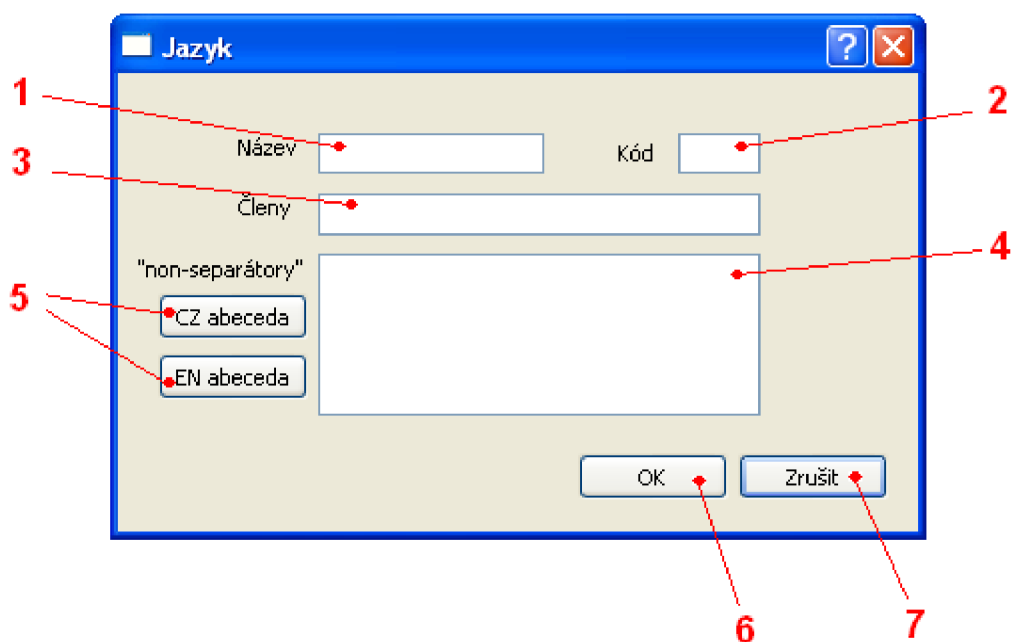 Jazyk
1
2
Název
Kód
3
Členy
4
"non-separátory"
5
CZ abeceda
EN abeceda
OK
Zrušit
6
7